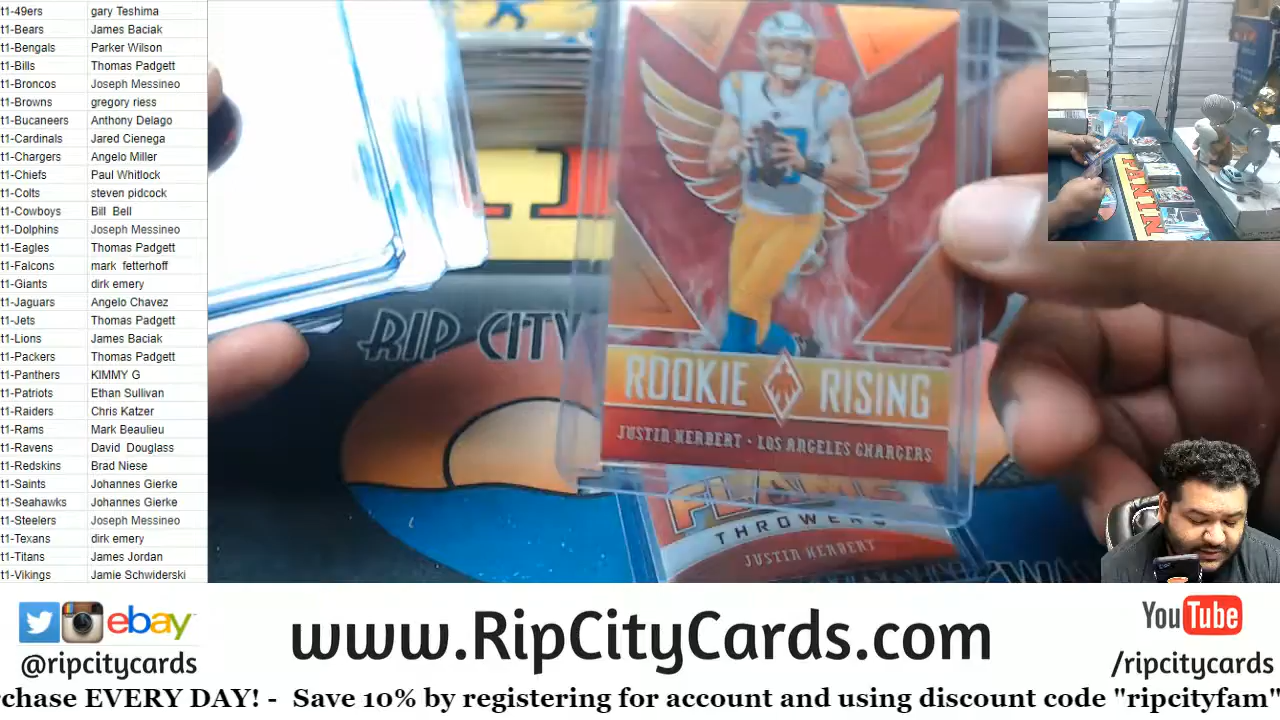 t1-49ers gary Teshima
t1-Bears James Baciak
t1-Bengals Parker Wilson
t1-Bills Thomas Padgett
t1-Broncos Joseph Messineo
t1-Browns gregory riess
t1-Bucaneers Anthony Delago
t1-Cardinals Jared Cienega
t1-Chargers Angelo Miller
t1-Chiefs Paul Whitlock
t1-Colts steven pidcock
t1-Cowboys Bill Bell
t1-Dolphins Joseph Messineo
t1-Eagles Thomas Padgett
t1-Falcons mark fetterhoff
t1-Giants dirk emery
t1-Jaguars Angelo Chavez
t1-Jets Thomas Padgett
t1-Lions James Baciak
t1-Packers Thomas Padgett
t1-Panthers KIMMY G
t1-Patriots Ethan Sullivan
t1-Raiders Chris Katzer
t1-Rams Mark Beaulieu
t1-Ravens David Douglass
t1-Redskins Brad Niese
t1-Saints Johannes Gierke
t1-Seahawks Johannes Gierke
t1-Steelers Joseph Messineo
t1-Texans dirk emery
t1-Titans James Jordan
t1-Vikings Jamie Schwiderski
RIP CITY
ROOKIE RISING
JUSTIN HERBERT • LOS ANGELES CHARGERS
FLAME
THROWERS
JUSTIN HERBERT
PANINI
ebay
@ripcitycards
www.RipCityCards.com
YouTube
/ripcitycards
rchase EVERY DAY! - Save 10% by registering for account and using discount code "ripcityfam"